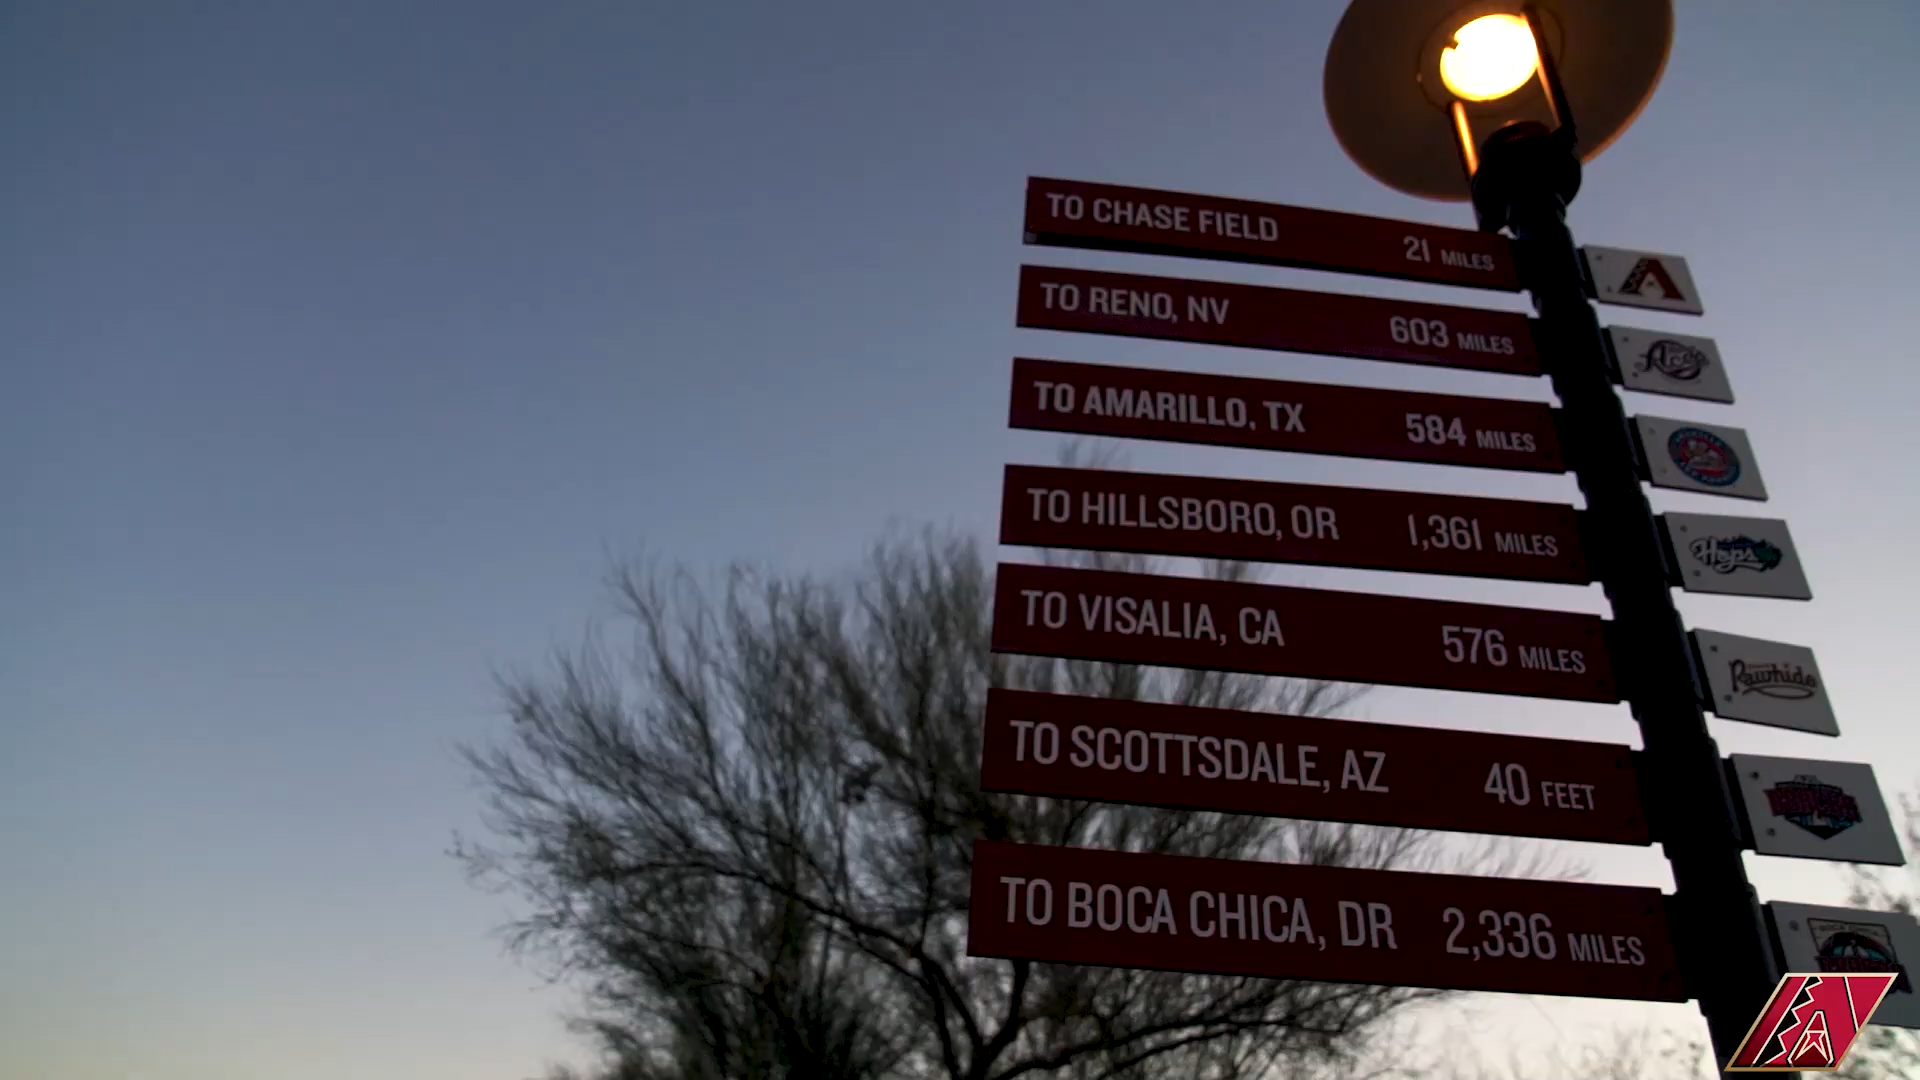 TO CHASE FIELD 21 MILES
A
TO RENO, NV 603 MILES
Aces
TO AMARILLO, TX 584 MILES
TO HILLSBORO, OR 1,361 MILES
Hops
TO VISALIA, CA 576 MILES
Rawhide
TO SCOTTSDALE, AZ 40 FEET
TO BOCA CHICA, DR 2,336 MILES
BOCA CHICA
A